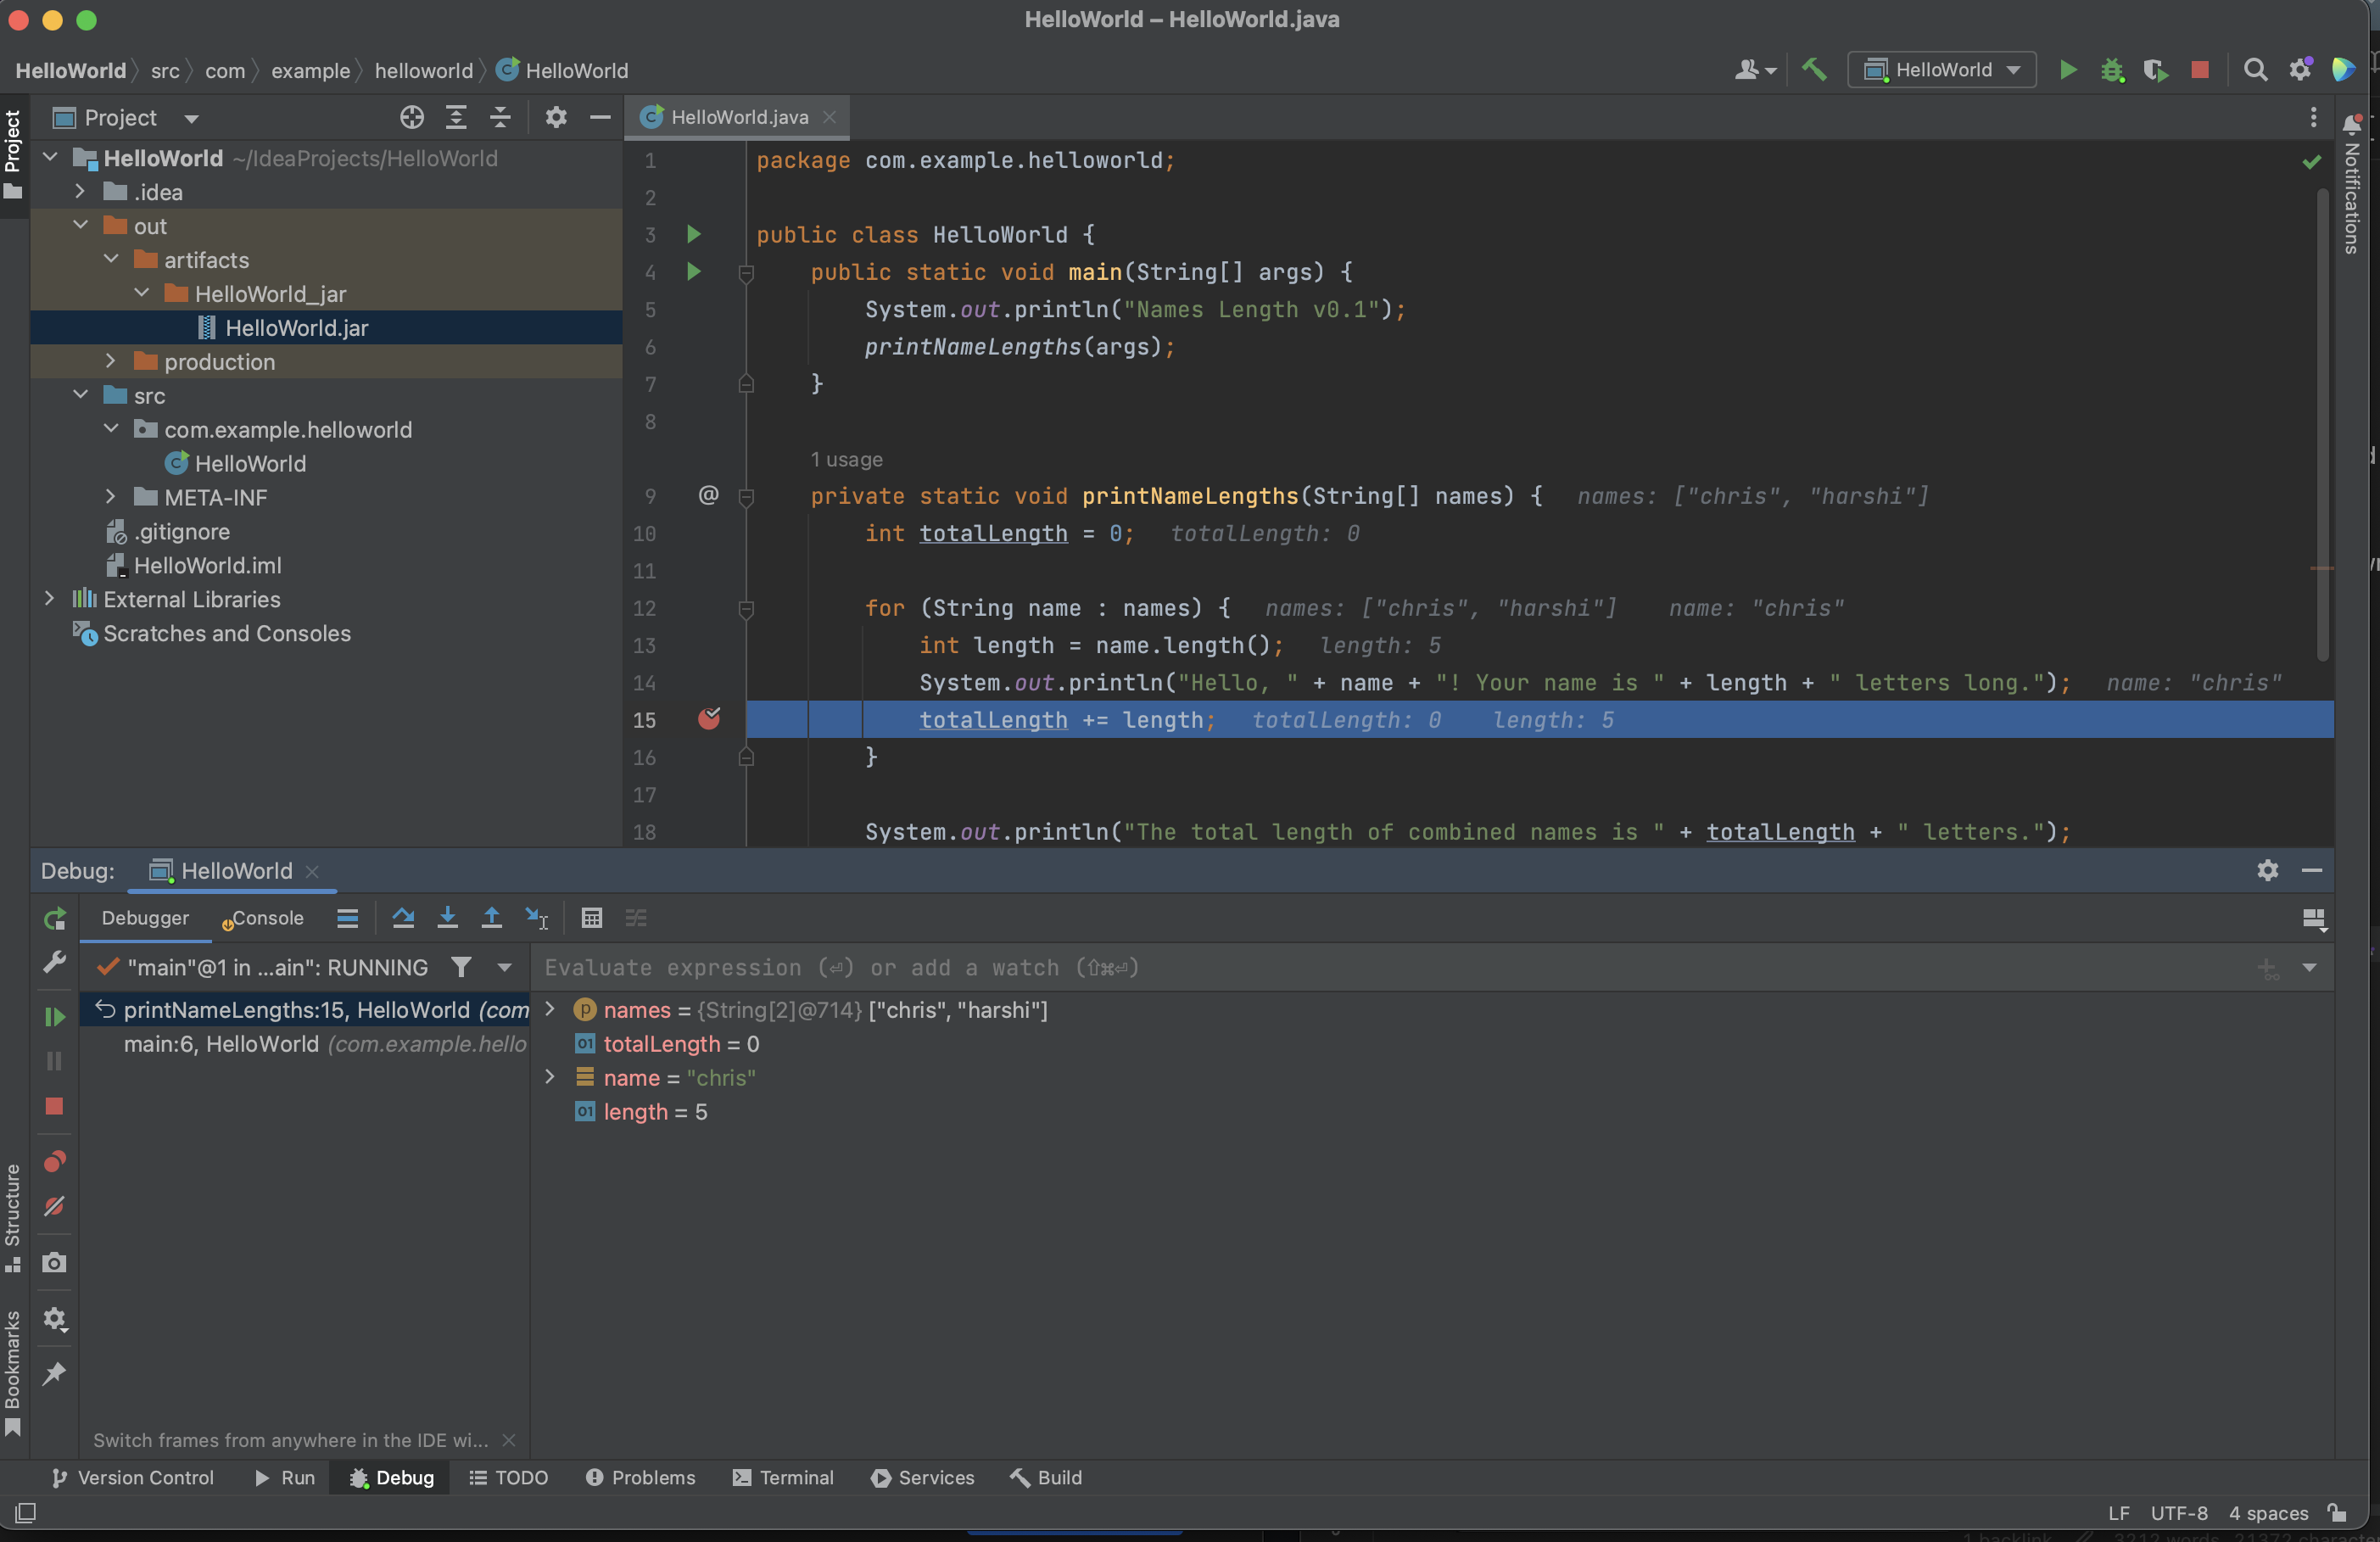 HelloWorld – HelloWorld.java
HelloWorld src com example helloworld HelloWorld
HelloWorld
Project
Project
HelloWorld.java
Notifications
HelloWorld ~/IdeaProjects/HelloWorld
.idea
out
artifacts
HelloWorld_jar
HelloWorld.jar
production
src
com.example.helloworld
HelloWorld
META-INF
.gitignore
HelloWorld.iml
External Libraries
Scratches and Consoles
1 package com.example.helloworld;
2
3 public class HelloWorld {
4 public static void main(String[] args) {
5 System.out.println("Names Length v0.1");
6 printNameLengths(args);
7 }
8
1 usage
9 @ private static void printNameLengths(String[] names) { names: ["chris", "harshi"]
10 int totalLength = 0; totalLength: 0
11
12 for (String name : names) { names: ["chris", "harshi"] name: "chris"
13 int length = name.length(); length: 5
14 System.out.println("Hello, " + name + "! Your name is " + length + " letters long."); name: "chris"
15 totalLength += length; totalLength: 0 length: 5
16 }
17
18 System.out.println("The total length of combined names is " + totalLength + " letters.");
Debug: HelloWorld
Debugger Console
"main"@1 in ...ain": RUNNING
Evaluate expression (⏎) or add a watch (⇧⌘⏎)
printNameLengths:15, HelloWorld (com
main:6, HelloWorld (com.example.hello
names = {String[2]@714} ["chris", "harshi"]
totalLength = 0
name = "chris"
length = 5
Structure
Bookmarks
Switch frames from anywhere in the IDE wi...
Version Control Run Debug TODO Problems Terminal Services Build
LF UTF-8 4 spaces